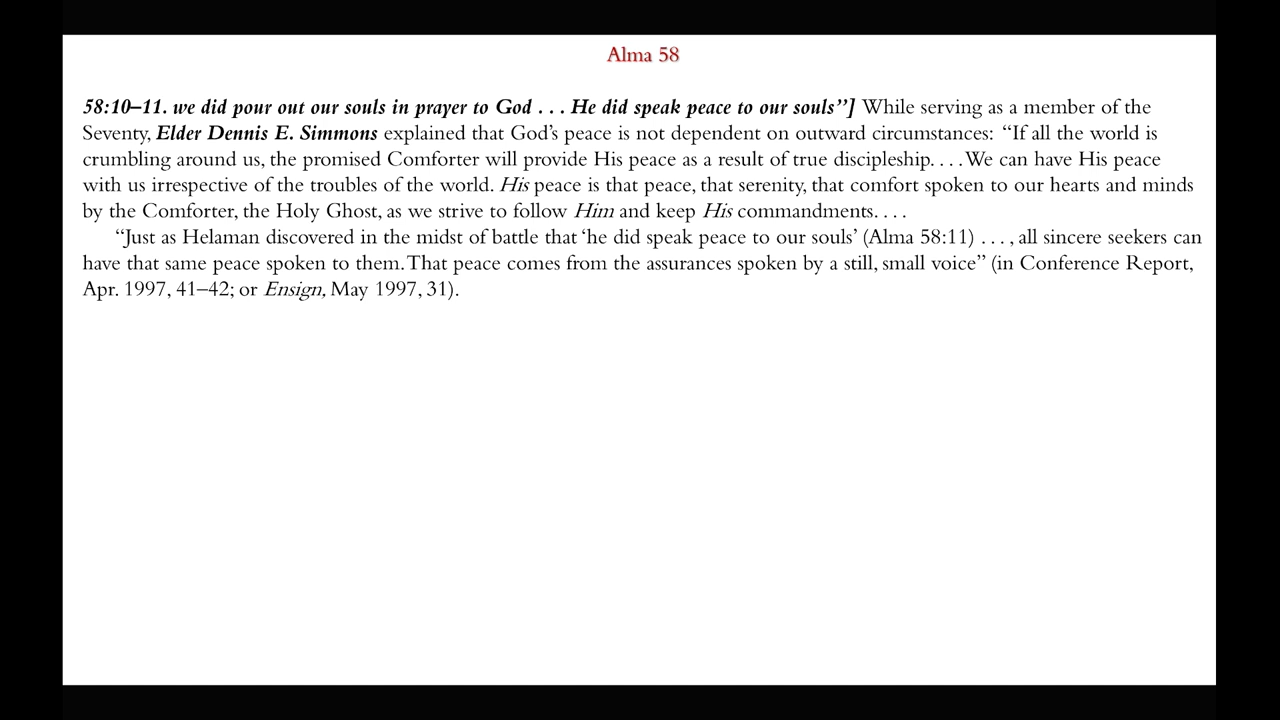 Alma 58
58:10–11. we did pour out our souls in prayer to God . . . He did speak peace to our souls”] While serving as a member of the
Seventy, Elder Dennis E. Simmons explained that God’s peace is not dependent on outward circumstances: “If all the world is
crumbling around us, the promised Comforter will provide His peace as a result of true discipleship. . . . We can have His peace
with us irrespective of the troubles of the world. His peace is that peace, that serenity, that comfort spoken to our hearts and minds
by the Comforter, the Holy Ghost, as we strive to follow Him and keep His commandments. . . .
“Just as Helaman discovered in the midst of battle that ‘he did speak peace to our souls’ (Alma 58:11) . . . , all sincere seekers can
have that same peace spoken to them. That peace comes from the assurances spoken by a still, small voice” (in Conference Report,
Apr. 1997, 41–42; or Ensign, May 1997, 31).